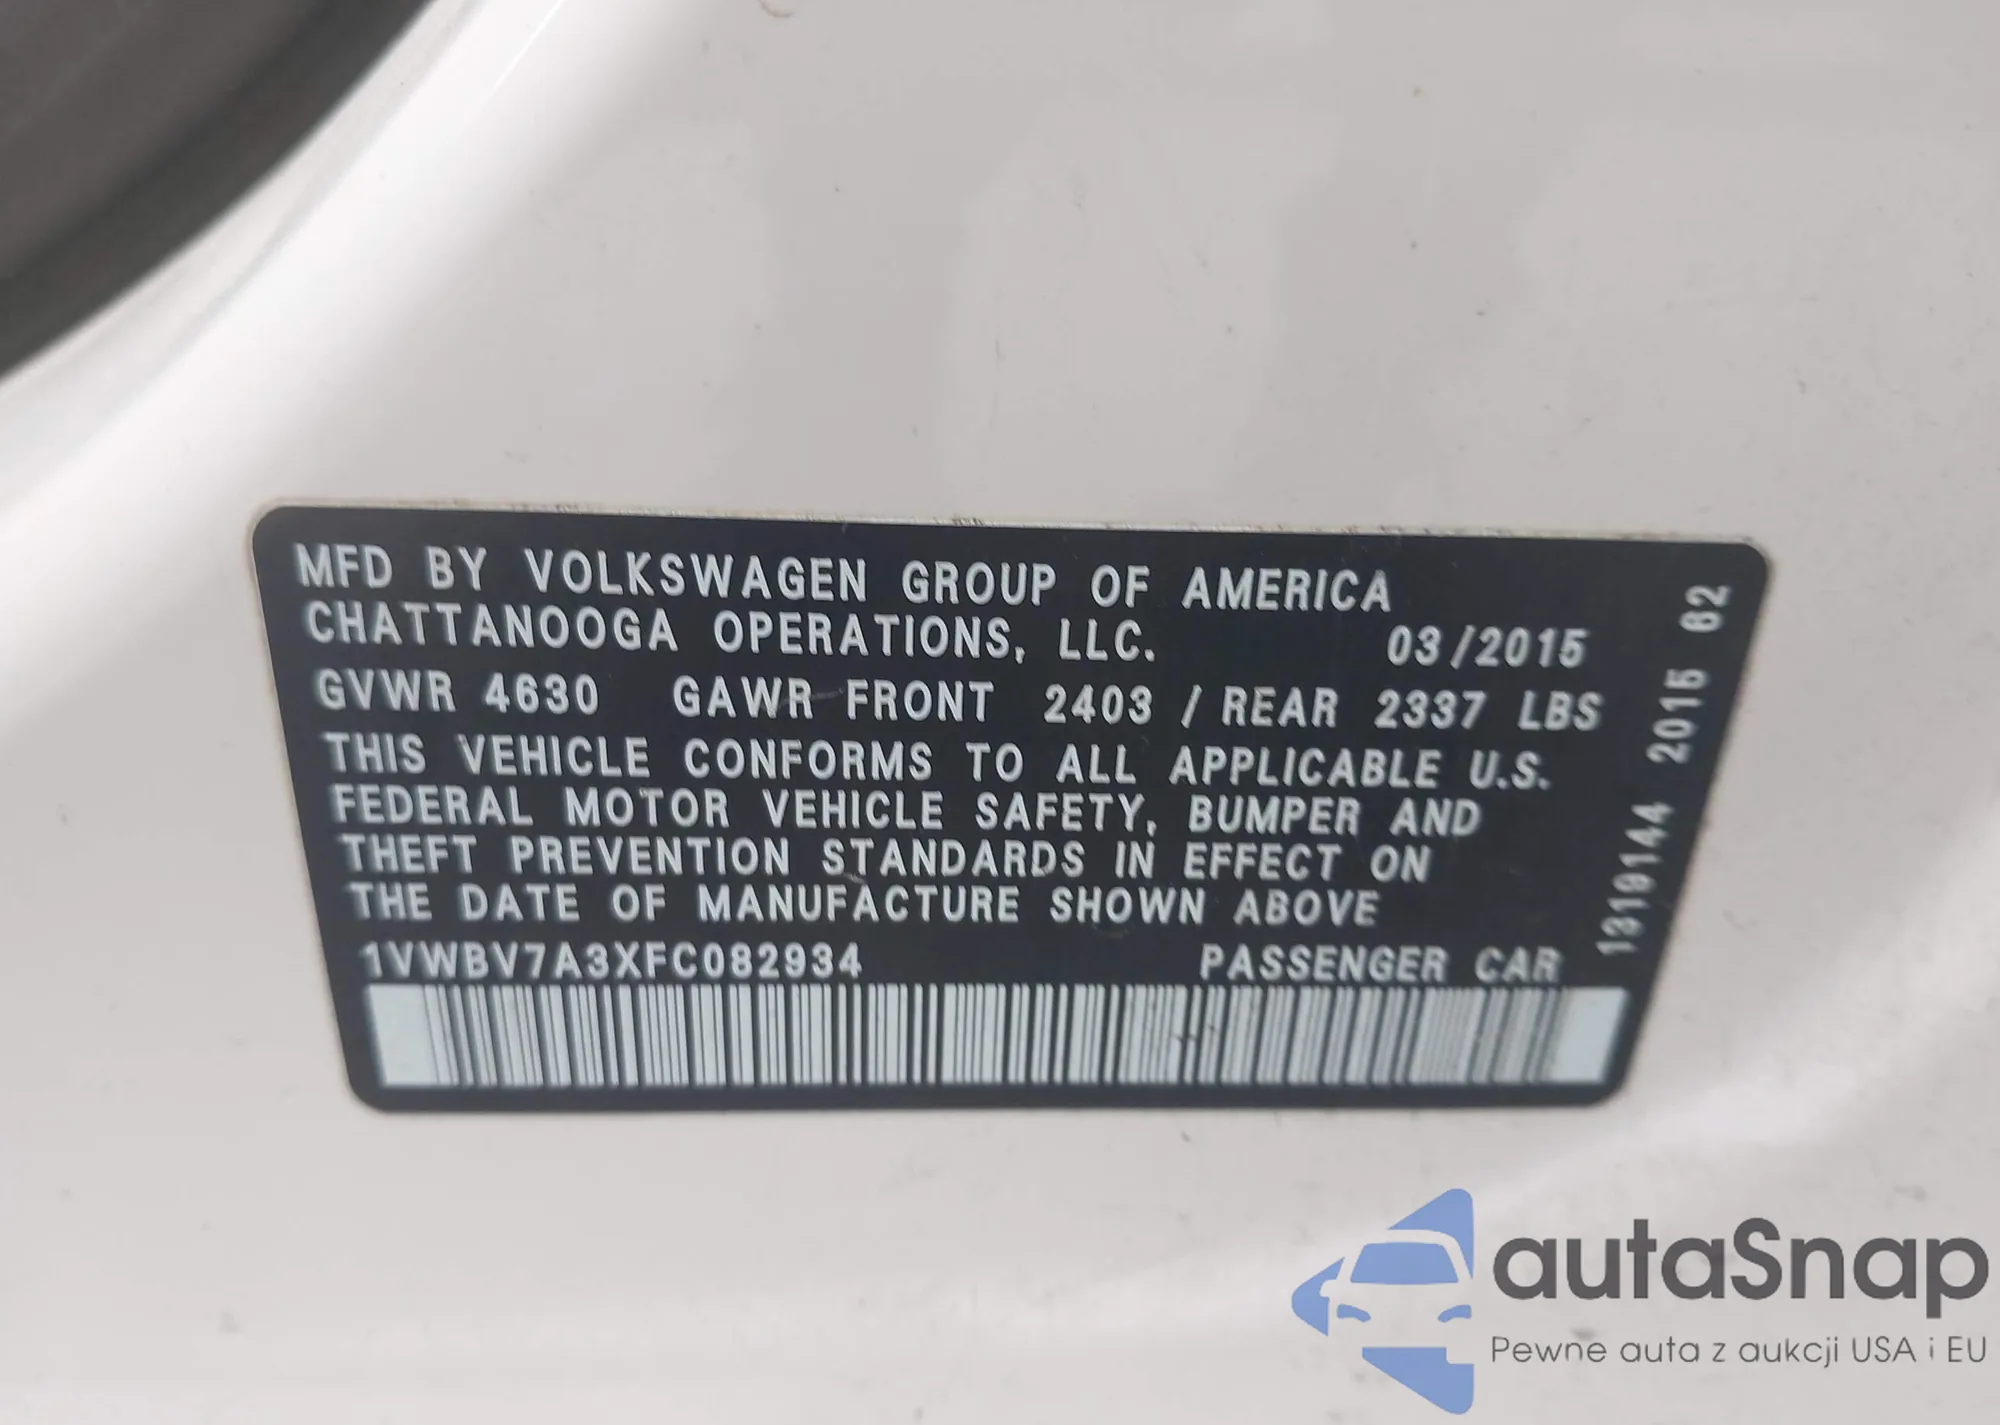 MFD BY VOLKSWAGEN GROUP OF AMERICA
CHATTANOOGA OPERATIONS, LLC. 03/2015
GVWR 4630 GAWR FRONT 2403 / REAR 2337 LBS
THIS VEHICLE CONFORMS TO ALL APPLICABLE U.S.
FEDERAL MOTOR VEHICLE SAFETY, BUMPER AND
THEFT PREVENTION STANDARDS IN EFFECT ON
THE DATE OF MANUFACTURE SHOWN ABOVE
1VWBV7A3XFC082934 PASSENGER CAR
1319144 2015 62
autaSnap
Pewne auta z aukcji USA i EU